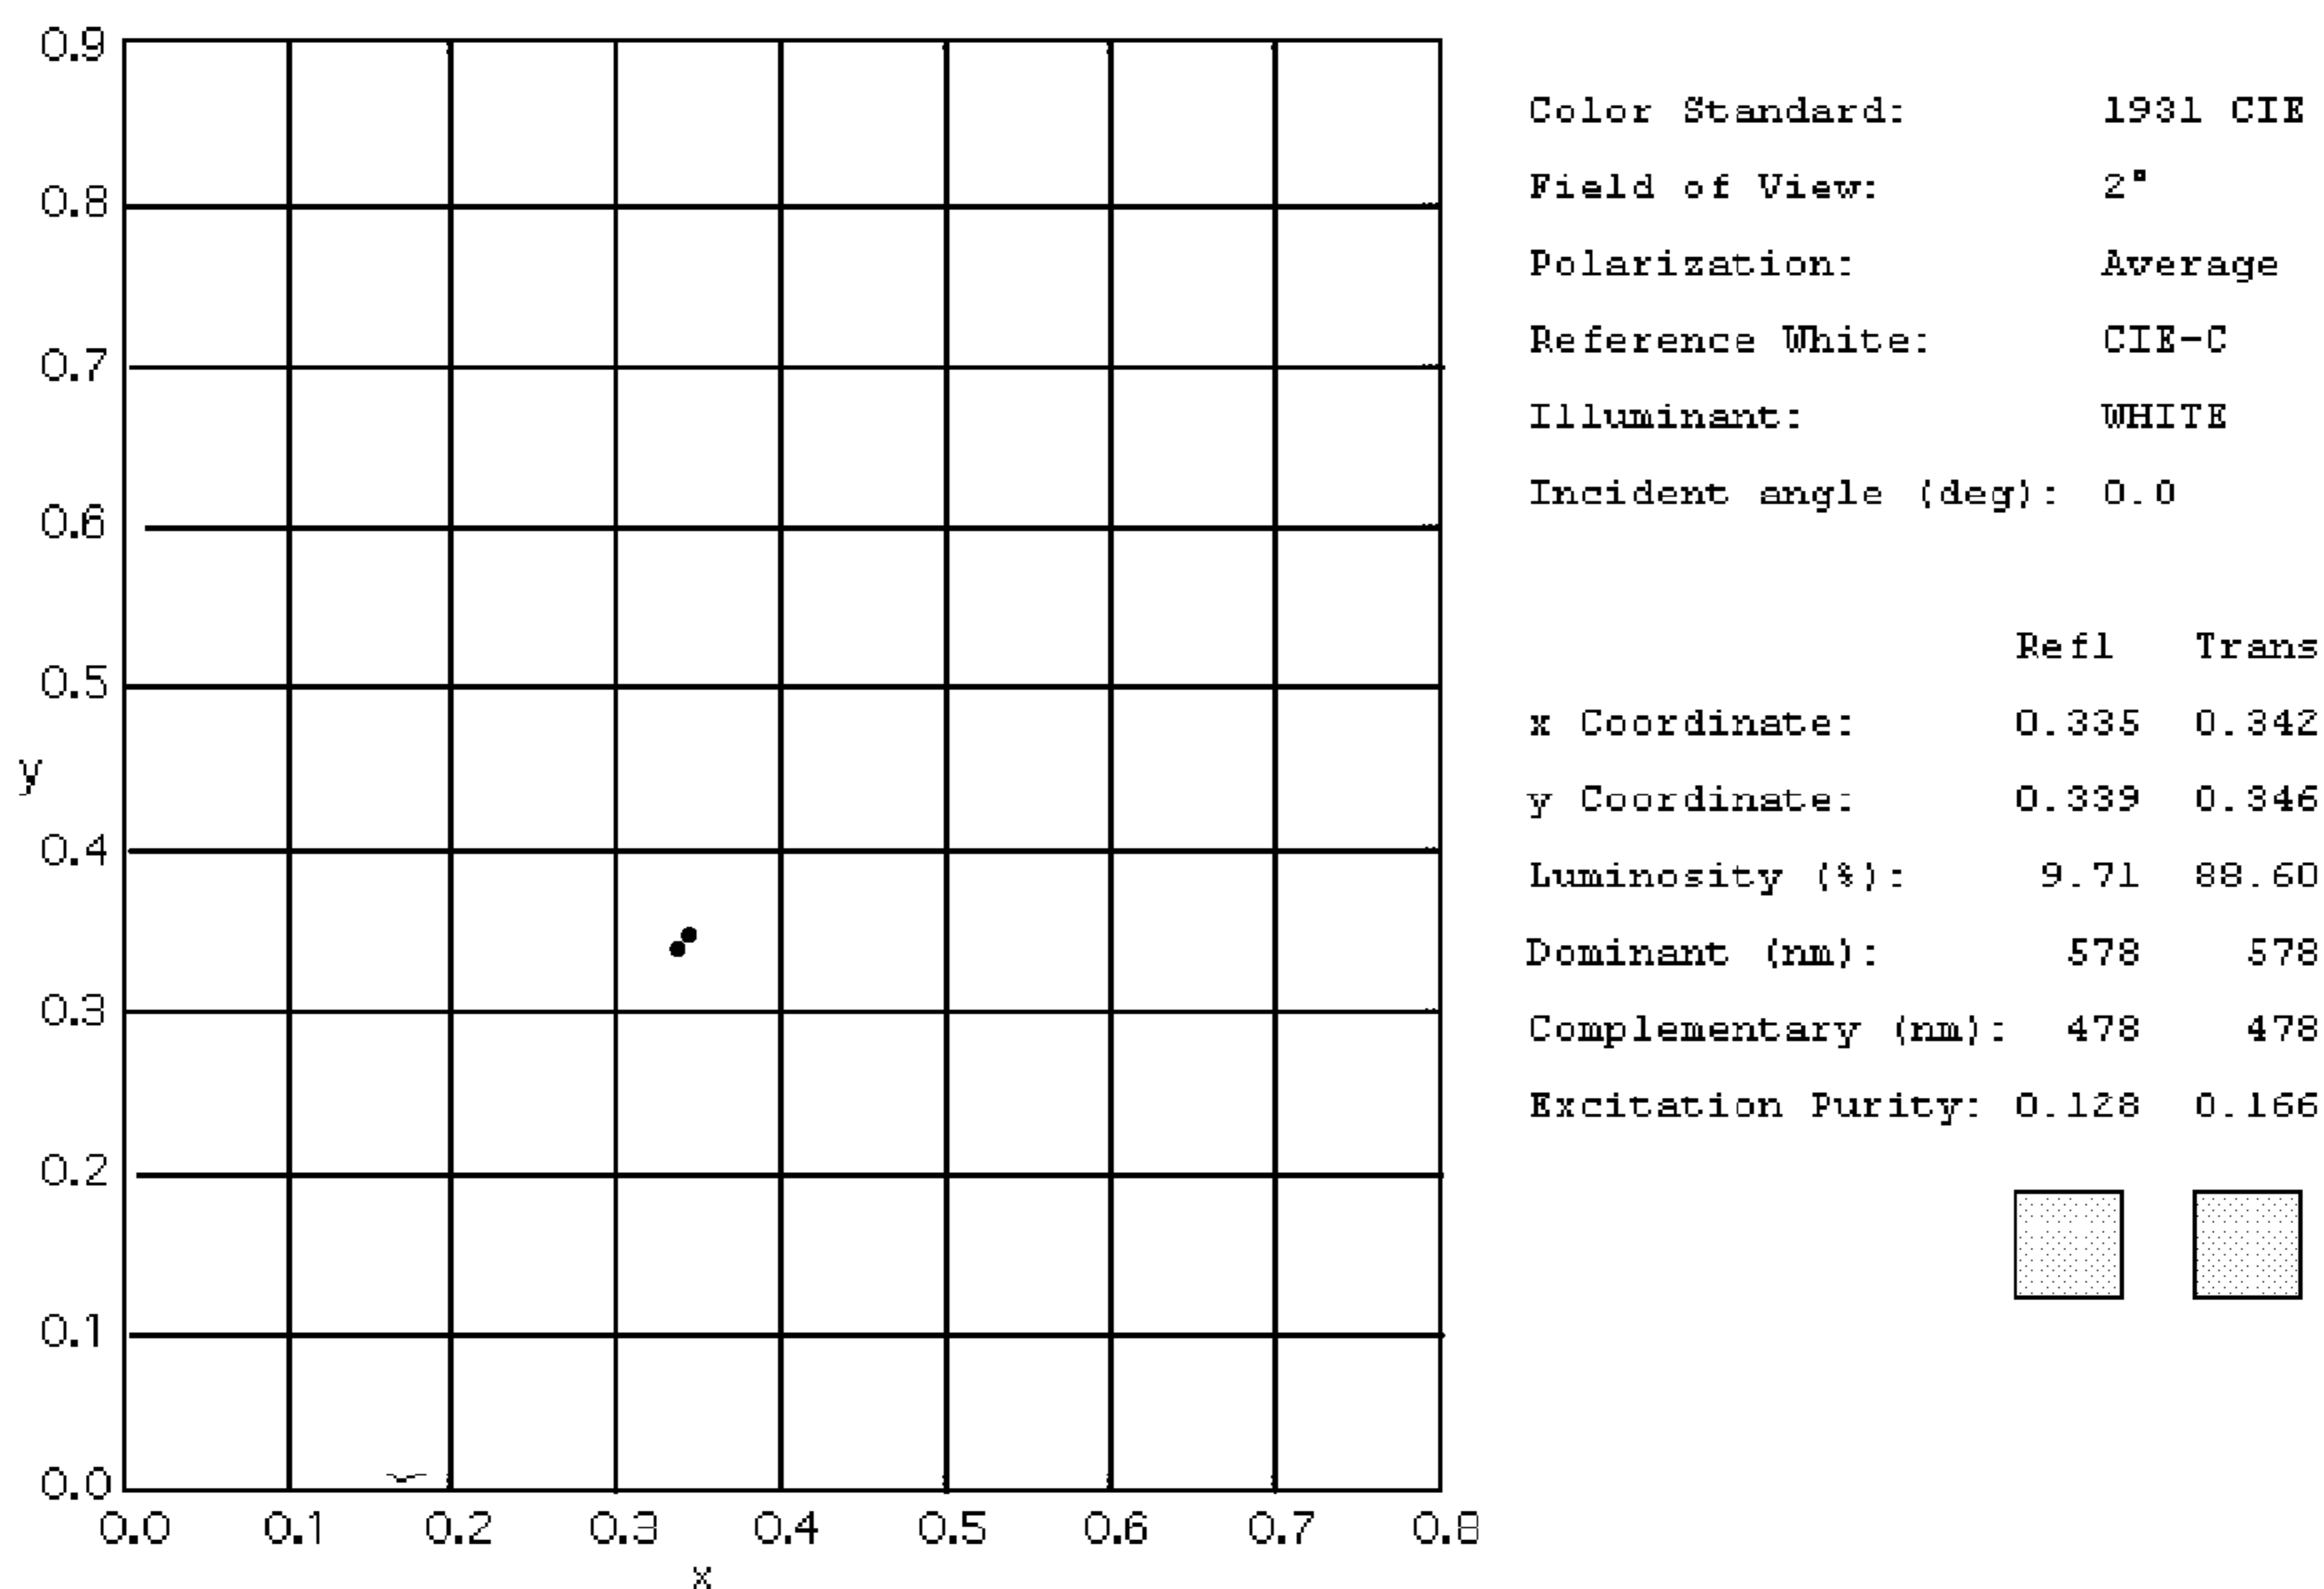 0.9
0.8
0.7
0.6
0.5
0.4
0.3
0.2
0.1
0.0
y
0.0 0.1 0.2 0.3 0.4 0.5 0.6 0.7 0.8
x
Color Standard: 1931 CIE
Field of View: 2°
Polarization: Average
Reference White: CIE-C
Illuminant: WHITE
Incident angle (deg): 0.0
Refl Trans
x Coordinate: 0.335 0.342
y Coordinate: 0.339 0.346
Luminosity (%): 9.71 88.60
Dominant (nm): 578 578
Complementary (nm): 478 478
Excitation Purity: 0.128 0.166